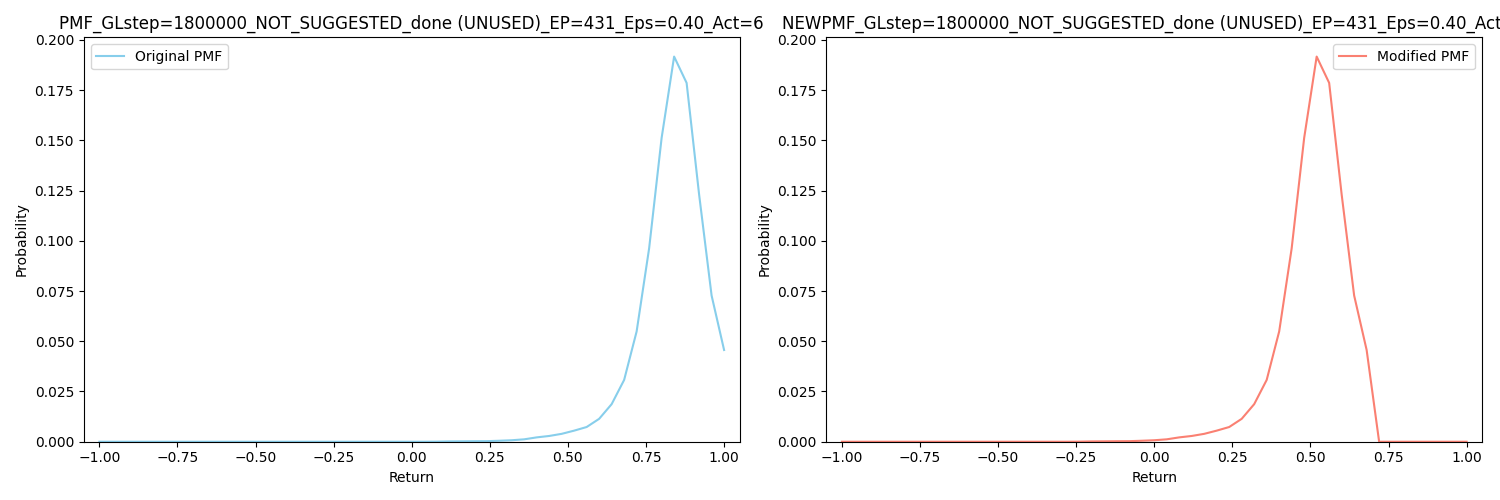 PMF_GLstep=1800000_NOT_SUGGESTED_done (UNUSED)_EP=431_Eps=0.40_Act=6
Original PMF
Probability
0.200
0.175
0.150
0.125
0.100
0.075
0.050
0.025
0.000
−1.00 −0.75 −0.50 −0.25 0.00 0.25 0.50 0.75 1.00
Return
NEWPMF_GLstep=1800000_NOT_SUGGESTED_done (UNUSED)_EP=431_Eps=0.40_Act
Modified PMF
Probability
0.200
0.175
0.150
0.125
0.100
0.075
0.050
0.025
0.000
−1.00 −0.75 −0.50 −0.25 0.00 0.25 0.50 0.75 1.00
Return